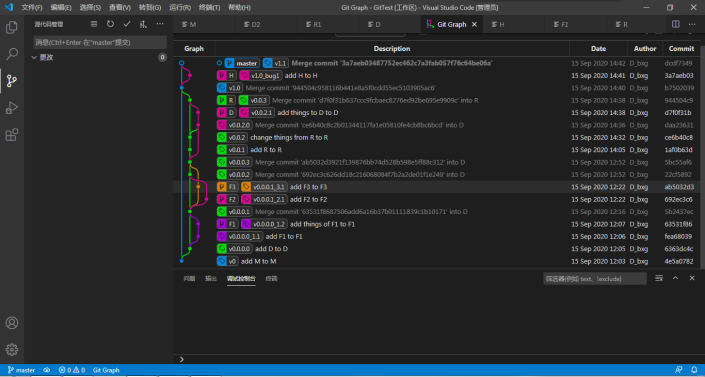 文件(F) 编辑(E) 选择(S) 查看(V) 转到(G) 运行(R) 终端(T) 帮助(H) Git Graph - GitTest (工作区) - Visual Studio Code [管理员]
源代码管理
M D2 R1 D Git Graph H F1 R
消息(Ctrl+Enter 在"master"提交)
更改 0
Graph Description Date Author Commit
master v1.1 Merge commit '3a7aeb03487752ec462c7a3fab057f76c64be06a' 15 Sep 2020 14:42 D_bxg dcdf7349
H v1.0_bug1 add H to H 15 Sep 2020 14:41 D_bxg 3a7aeb03
v1.0 Merge commit '944504c958116b441e8a5f0cdd55ec5103905ac6' 15 Sep 2020 14:40 D_bxg b7502039
R v0.0.3 Merge commit 'd7f0f31b637ccc9fcbaec8276ed92be695e9909c' into R 15 Sep 2020 14:38 D_bxg 944504c9
D v0.0.2.1 add things to D to D 15 Sep 2020 14:38 D_bxg d7f0f31b
v0.0.2.0 Merge commit 'ce6b40c8c2b01344117fa1e05810fe4cb8bc6bcd' into D 15 Sep 2020 14:36 D_bxg daa23631
v0.0.2 change things from R to R 15 Sep 2020 14:32 D_bxg ce6b40c8
v0.0.1 add R to R 15 Sep 2020 14:05 D_bxg 1af0b63d
v0.0.0.3 Merge commit 'ab5032d3921f139876bb74d528b598e5ff88c312' into D 15 Sep 2020 12:52 D_bxg 5bc55af6
v0.0.0.2 Merge commit '692ec3c626dd18c216068084f7b2a2de01f1e249' into D 15 Sep 2020 12:52 D_bxg 22cf5892
F3 v0.0.0.1_3.1 add F3 to F3 15 Sep 2020 12:22 D_bxg ab5032d3
F2 v0.0.0.1_2.1 add F2 to F2 15 Sep 2020 12:22 D_bxg 692ec3c6
v0.0.0.1 Merge commit '63531f8687506add6a16b37b01111839c1b10171' into D 15 Sep 2020 12:16 D_bxg 5b2437ec
F1 v0.0.0.0_1.2 add things of F1 to F1 15 Sep 2020 12:07 D_bxg 63531f86
v0.0.0.0_1.1 add F1 to F1 15 Sep 2020 12:06 D_bxg fea68039
v0.0.0.0 add D to D 15 Sep 2020 12:05 D_bxg 6363dc4c
v0 add M to M 15 Sep 2020 12:03 D_bxg 4e5a0782
问题 输出 调试控制台 终端 筛选器(例如 text、!exclude)
master 0 0 Git Graph